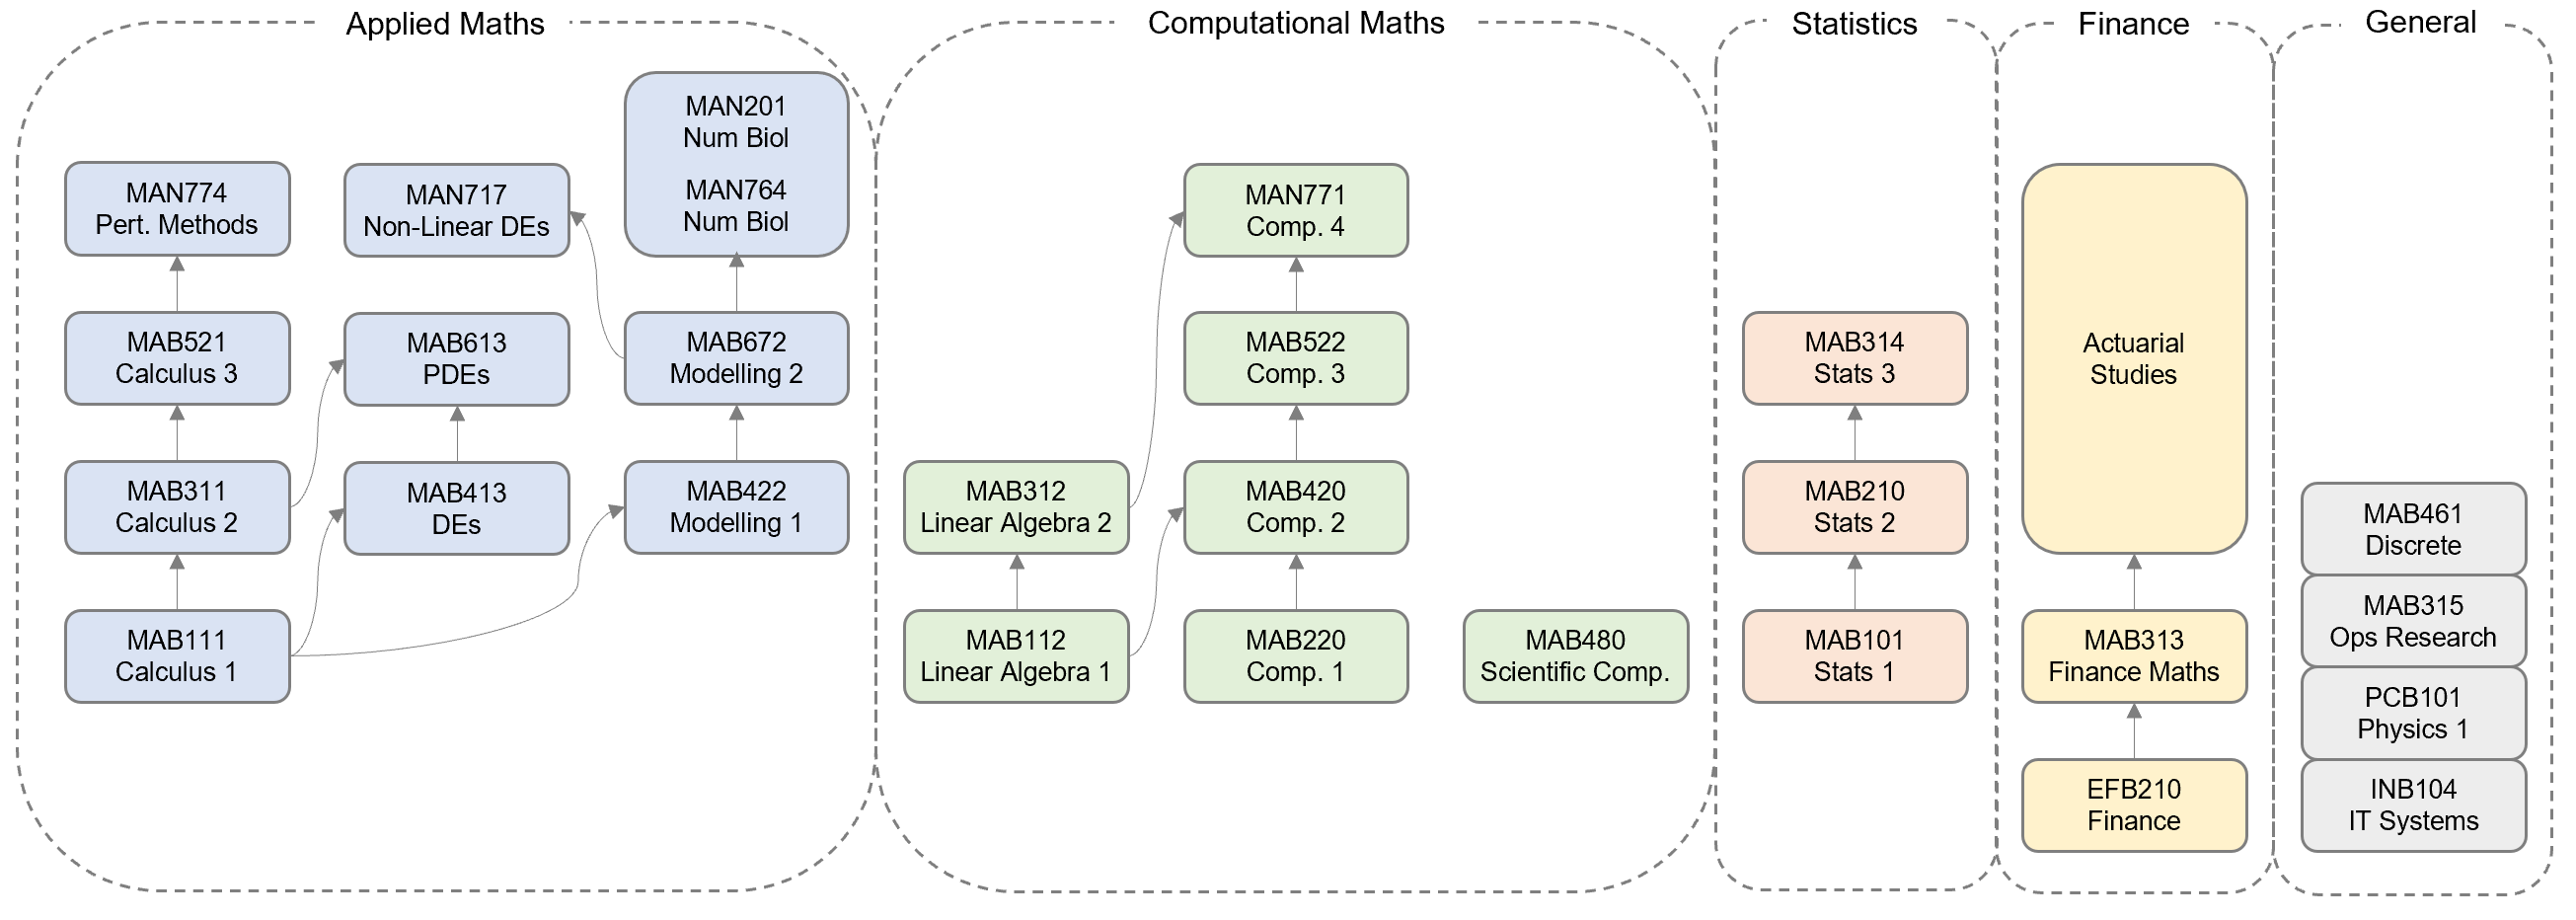 Applied Maths
MAN201
Num Biol
MAN764
Num Biol
MAN774
Pert. Methods
MAN717
Non-Linear DEs
MAB521
Calculus 3
MAB613
PDEs
MAB672
Modelling 2
MAB311
Calculus 2
MAB413
DEs
MAB422
Modelling 1
MAB111
Calculus 1
Computational Maths
MAN771
Comp. 4
MAB522
Comp. 3
MAB312
Linear Algebra 2
MAB420
Comp. 2
MAB112
Linear Algebra 1
MAB220
Comp. 1
MAB480
Scientific Comp.
Statistics
MAB314
Stats 3
MAB210
Stats 2
MAB101
Stats 1
Finance
Actuarial
Studies
MAB313
Finance Maths
EFB210
Finance
General
MAB461
Discrete
MAB315
Ops Research
PCB101
Physics 1
INB104
IT Systems